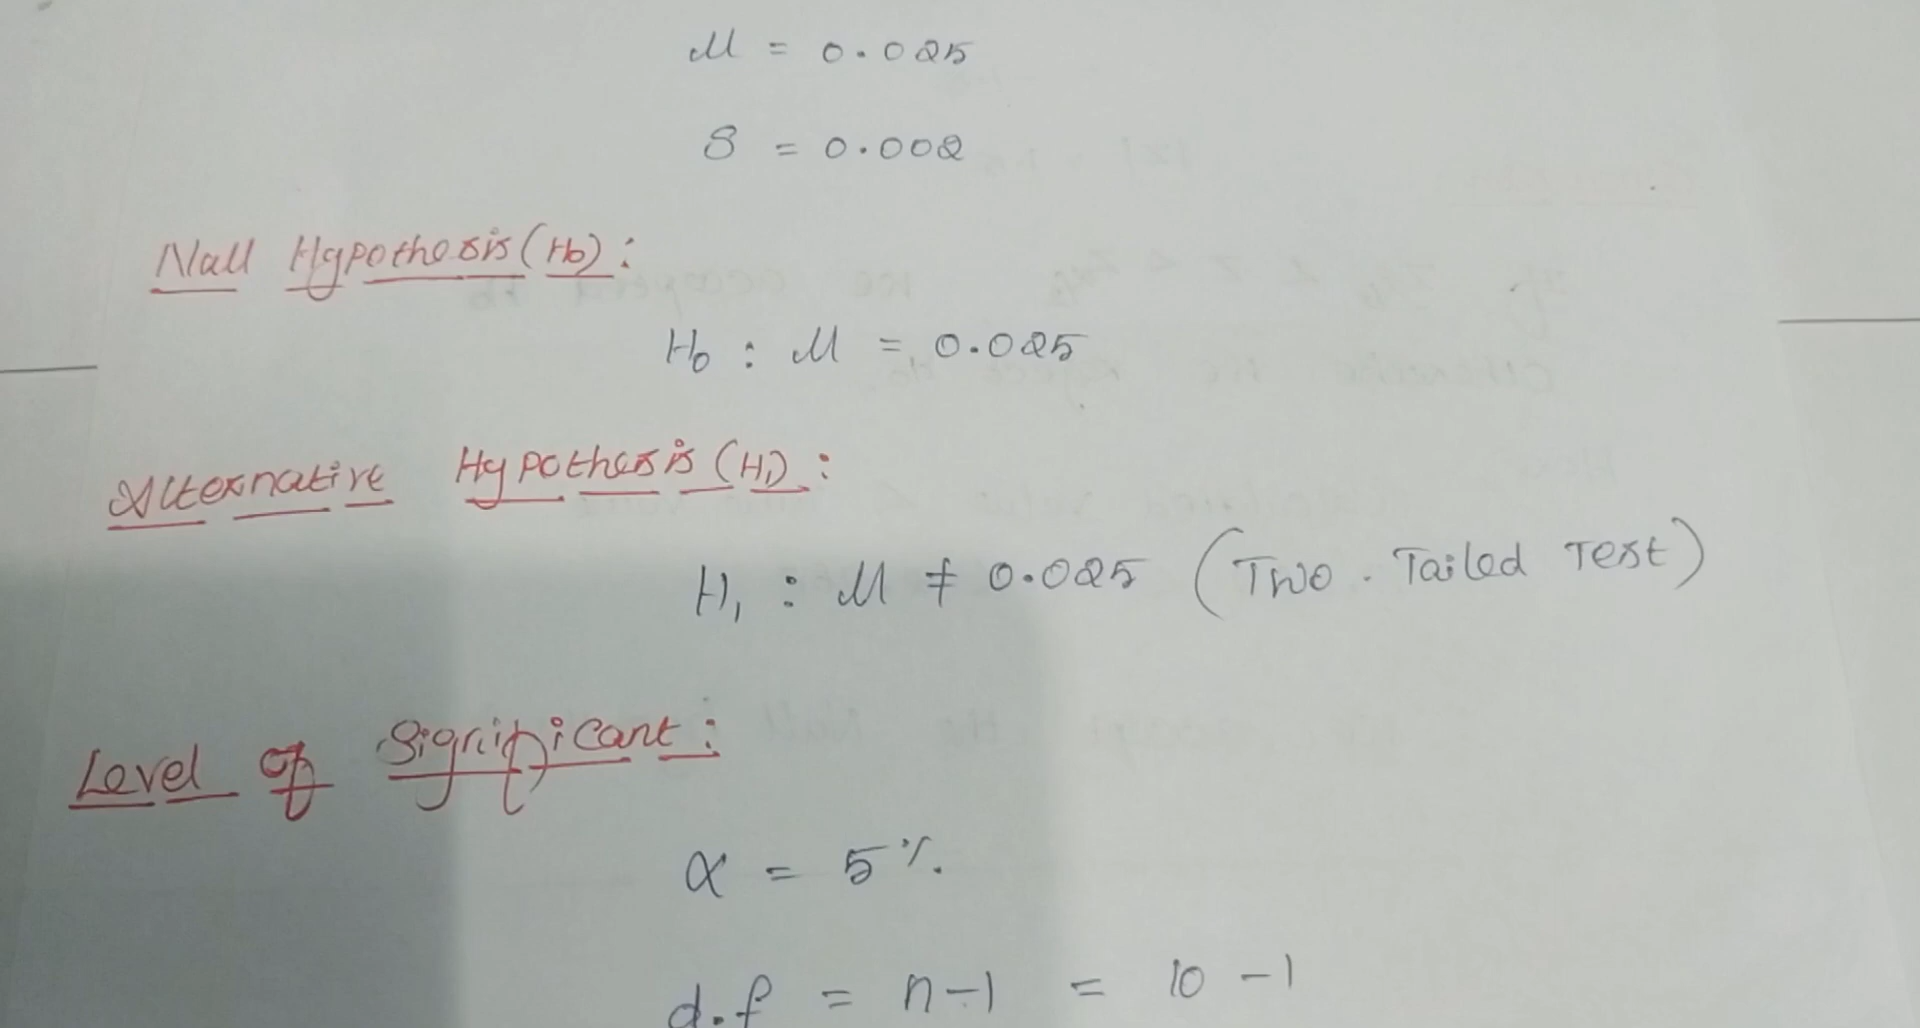 μ = 0.025
S = 0.002
Null Hypothesis (H₀) :
H₀ : μ = 0.025
Alternative Hypothesis (H₁) :
H₁ : μ ≠ 0.025 (Two - Tailed Test)
Level of Significant :
α = 5 %.
d.f = n-1 = 10 - 1